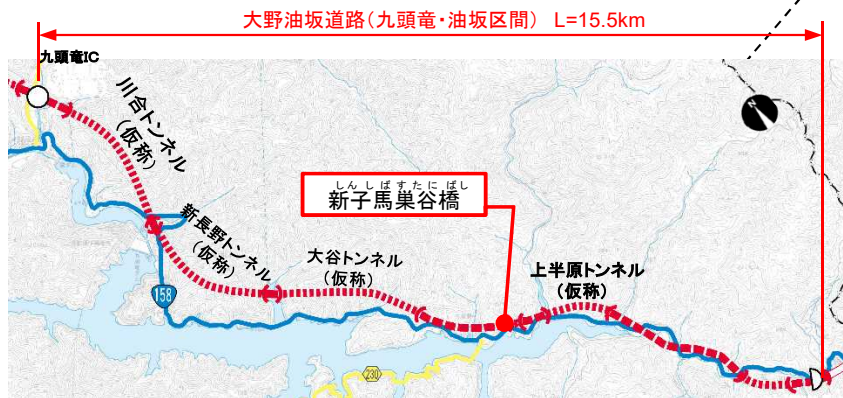 大野油坂道路(九頭竜・油坂区間) L=15.5km
九頭竜IC
川合トンネル
(仮称)
しんしばすたにばし
新子馬巣谷橋
新長野トンネル
(仮称)
大谷トンネル
(仮称)
上半原トンネル
(仮称)
158
230
N